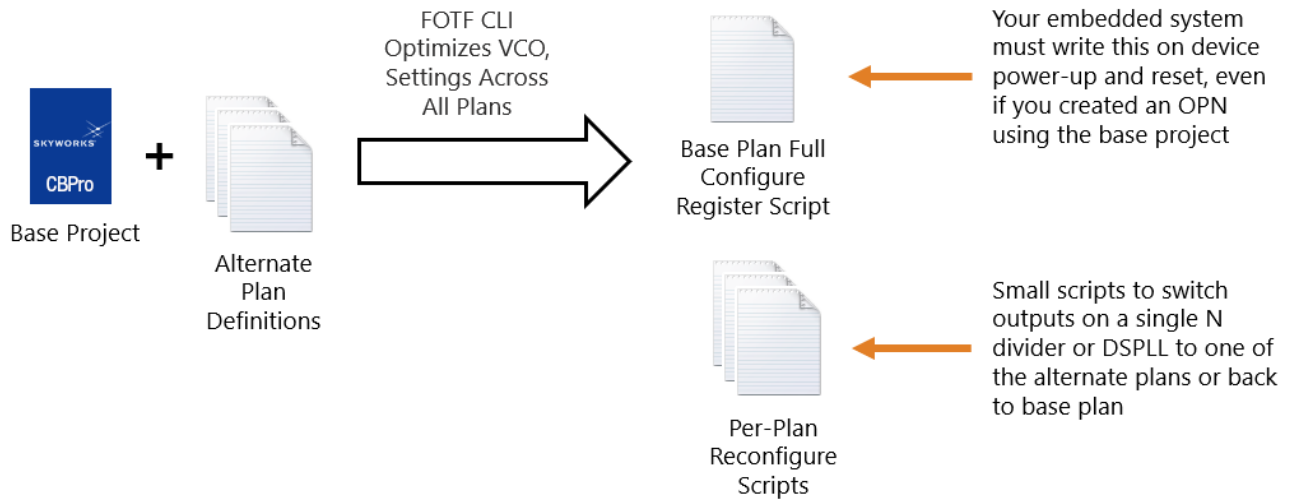 FOTF CLI
Optimizes VCO,
Settings Across
All Plans
SKYWORKS
CBPro
+
Base Project
Alternate
Plan
Definitions
Base Plan Full
Configure
Register Script
Your embedded system
must write this on device
power-up and reset, even
if you created an OPN
using the base project
Per-Plan
Reconfigure
Scripts
Small scripts to switch
outputs on a single N
divider or DSPLL to one of
the alternate plans or back
to base plan